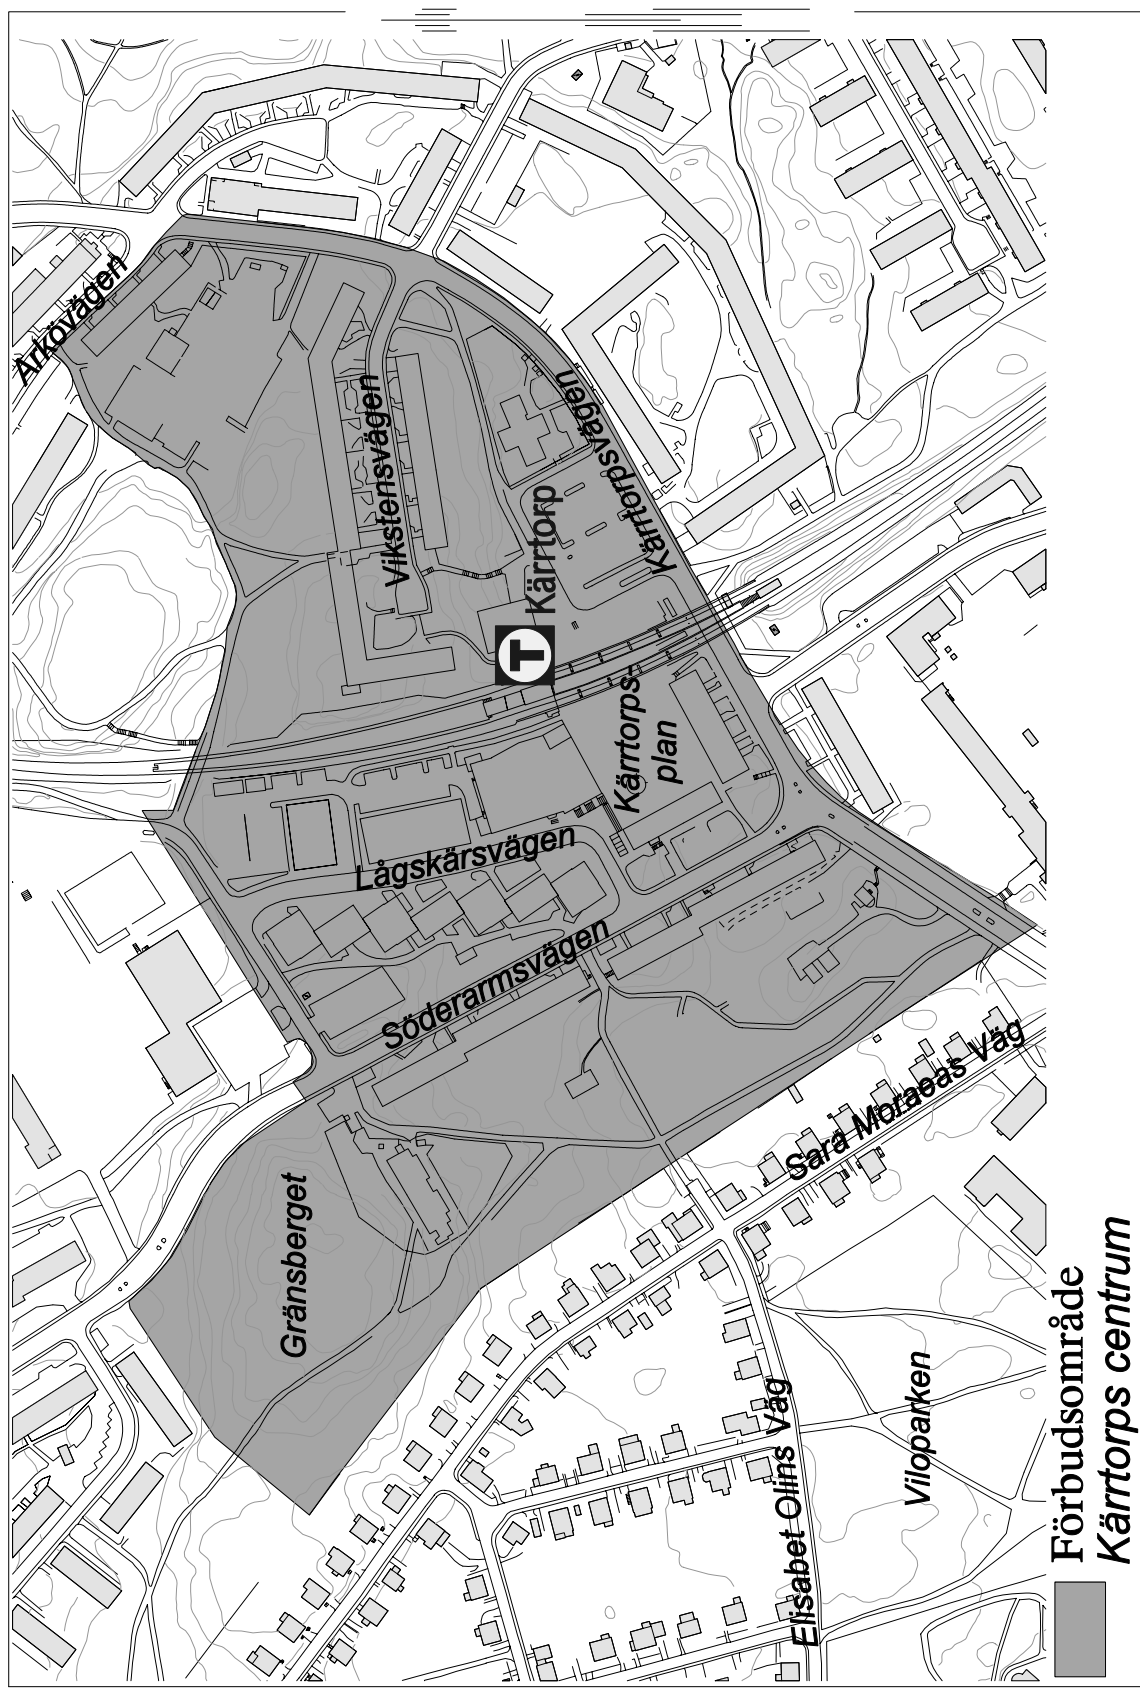 Arkövägen
Vikstensvägen
Kärrtorpsvägen
T Kärrtorp
Kärrtorps-
plan
Lågskärsvägen
Söderarmsvägen
Gränsberget
Sara Moraeas Väg
Elisabet Olins Väg
Viloparken
Förbudsområde
Kärrtorps centrum